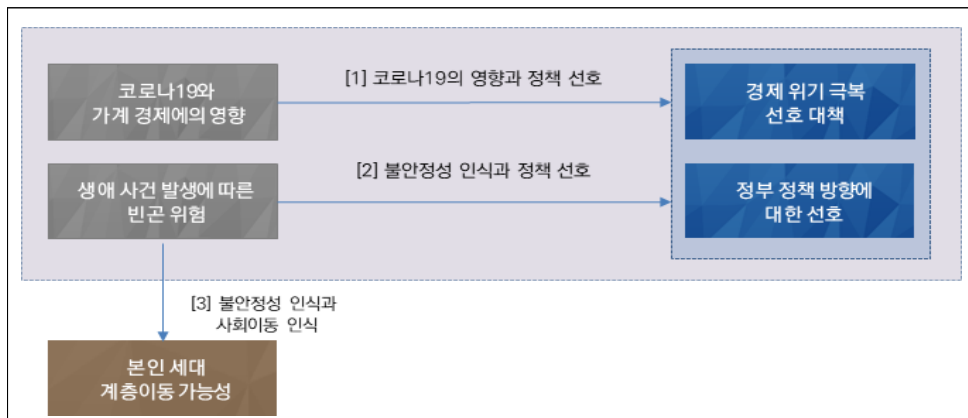 코로나19와
가계 경제에의 영향
[1] 코로나19의 영향과 정책 선호
경제 위기 극복
선호 대책
생애 사건 발생에 따른
빈곤 위험
[2] 불안정성 인식과 정책 선호
정부 정책 방향에
대한 선호
[3] 불안정성 인식과
사회이동 인식
본인 세대
계층이동 가능성